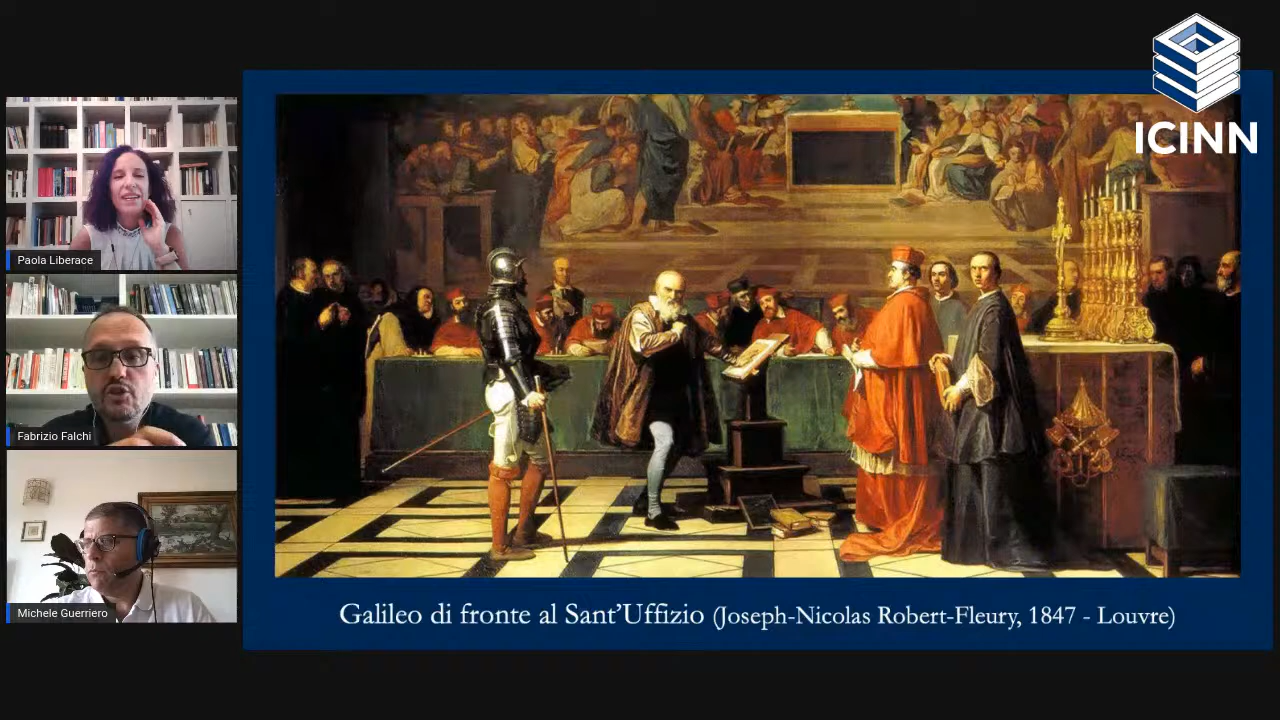 ICINN
Paola Liberace
Fabrizio Falchi
Michele Guerriero
Galileo di fronte al Sant'Uffizio (Joseph-Nicolas Robert-Fleury, 1847 - Louvre)